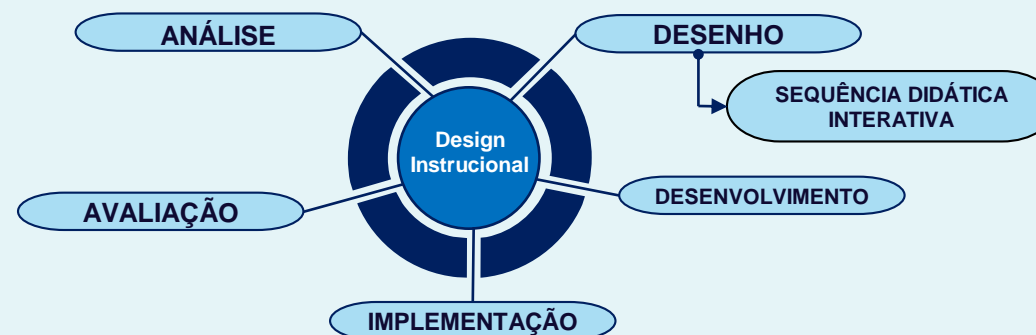 ANÁLISE
DESENHO
SEQUÊNCIA DIDÁTICA
INTERATIVA
Design
Instrucional
DESENVOLVIMENTO
AVALIAÇÃO
IMPLEMENTAÇÃO